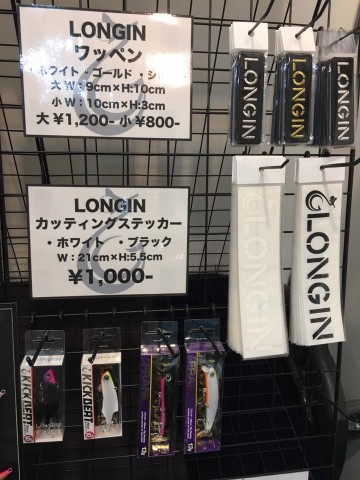 LONGIN
ワッペン
ホワイト・ゴールド・シ
大W:9cm×H:10cm
小W:10cm×H:3cm
大¥1,200- 小¥800-
LONGIN
LONGIN
LONGIN
LONGIN
カッティングステッカー
・ホワイト ・ブラック
W:21cm×H:5.5cm
¥1,000-
LONGIN
LONGIN
KICKBEAT
KICKBEAT